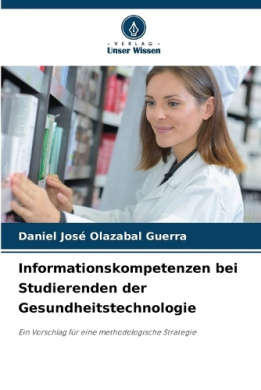 VERLAG
Unser Wissen
Daniel José Olazabal Guerra
Informationskompetenzen bei
Studierenden der
Gesundheitstechnologie
Ein Vorschlag für eine methodologische Strategie